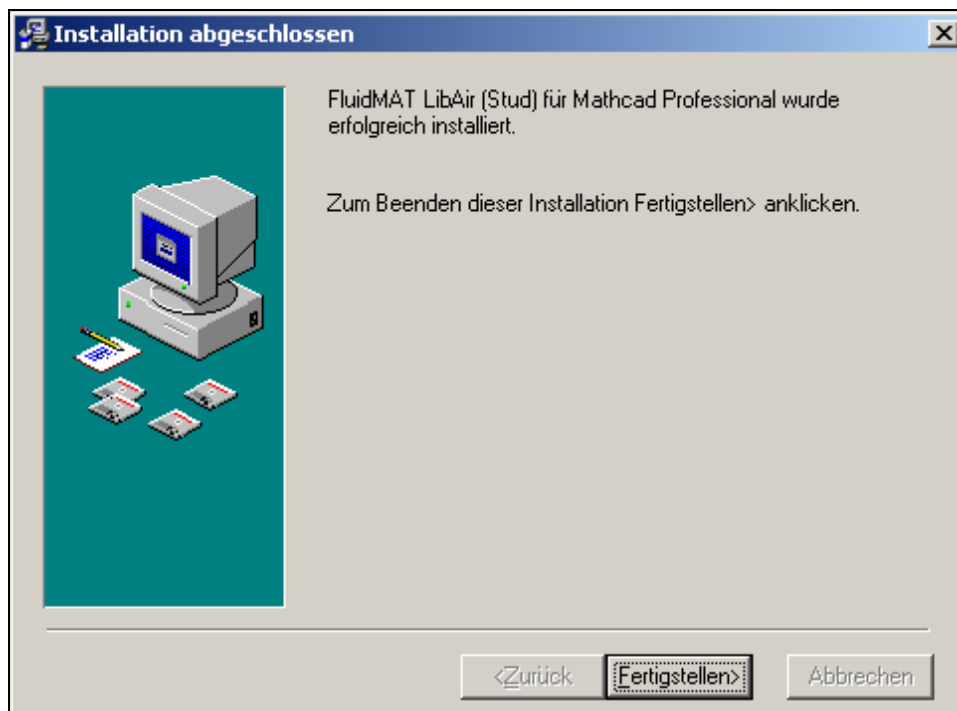 Installation abgeschlossen
FluidMAT LibAir (Stud) für Mathcad Professional wurde
erfolgreich installiert.
Zum Beenden dieser Installation Fertigstellen> anklicken.
<Zurück Fertigstellen> Abbrechen